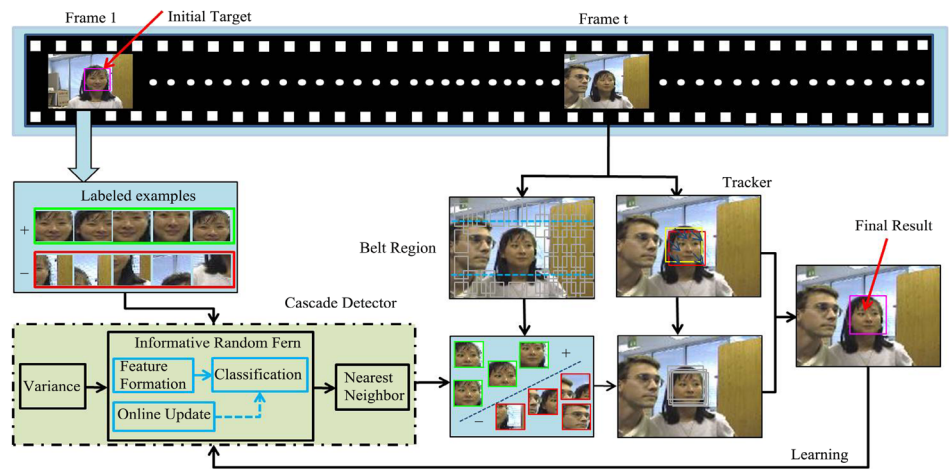 Frame 1
Initial Target
Frame t
Labeled examples
+
−
Tracker
Belt Region
Final Result
Cascade Detector
Informative Random Fern
Variance
Feature
Formation
Classification
Online Update
Nearest
Neighbor
+
−
Learning